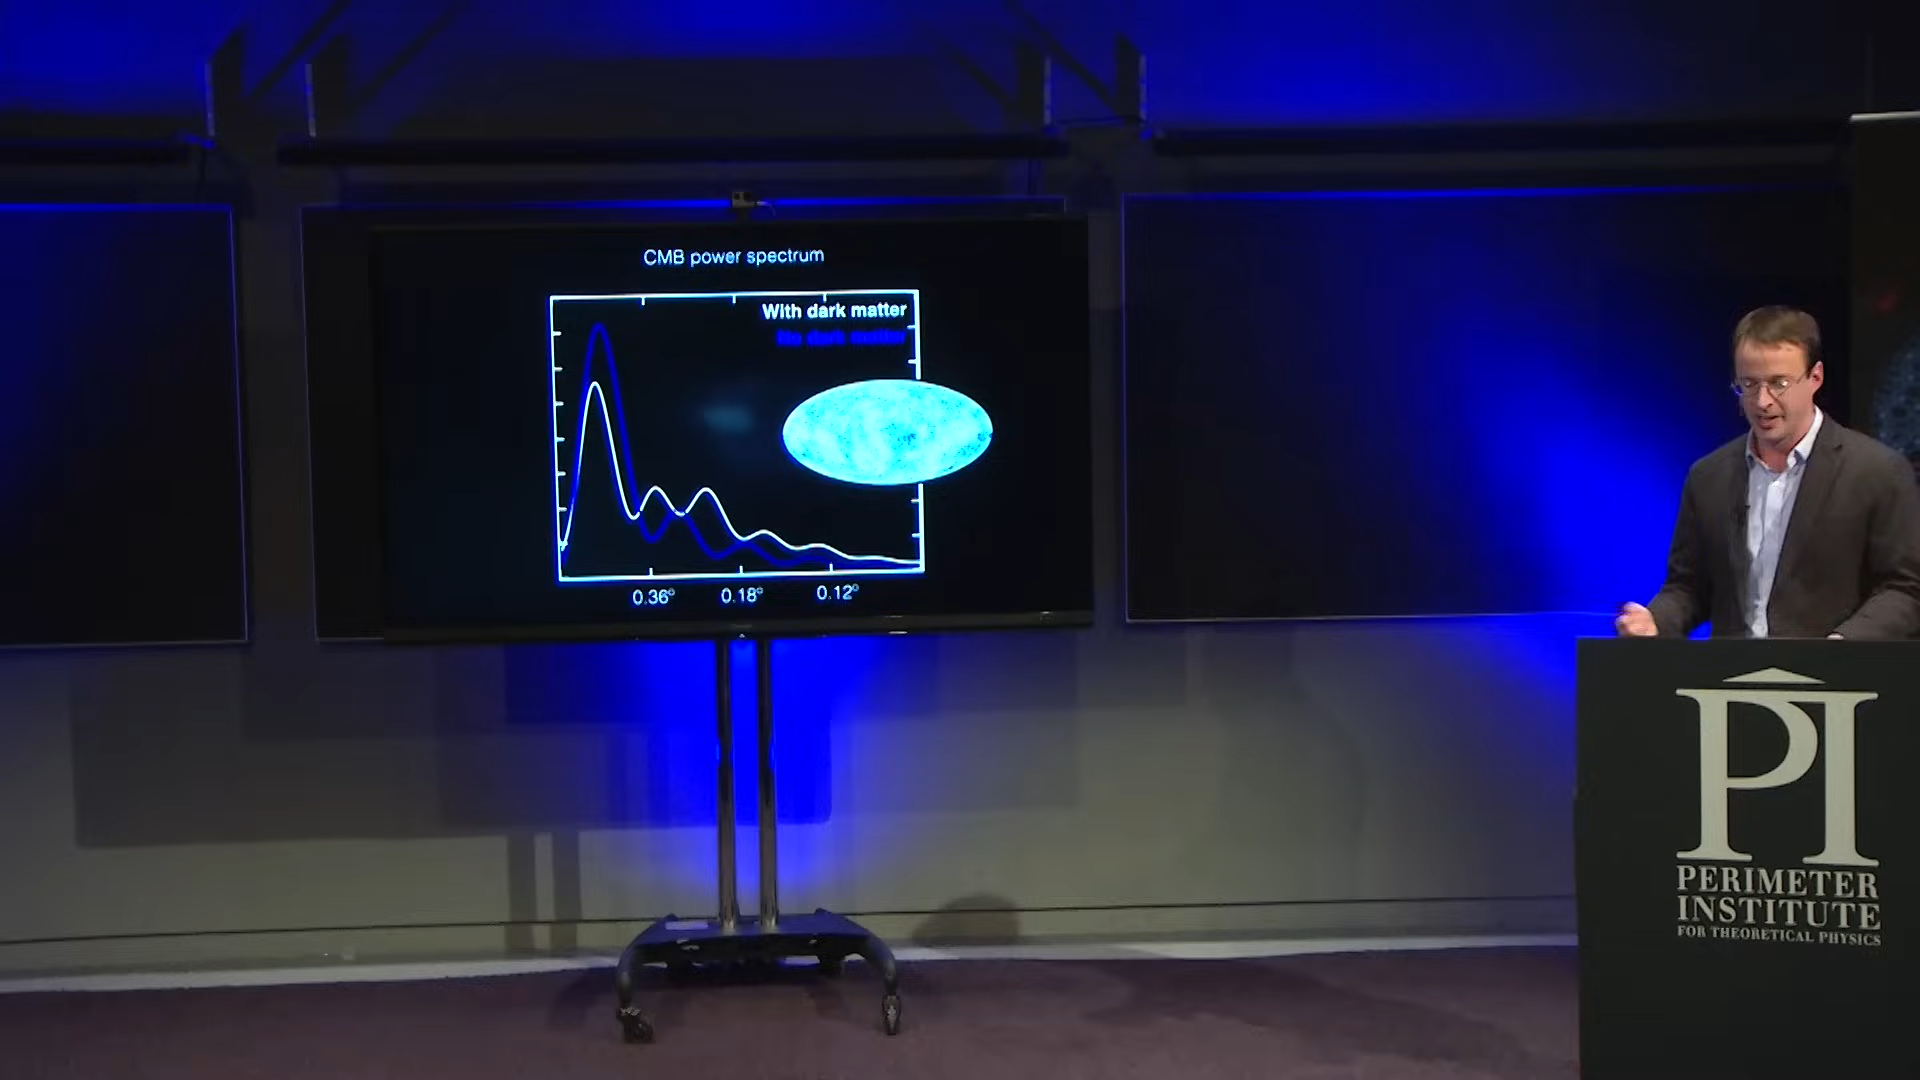 CMB power spectrum
With dark matter
No dark matter
0.36°
0.18°
0.12°
PI
PERIMETER
INSTITUTE
FOR THEORETICAL PHYSICS